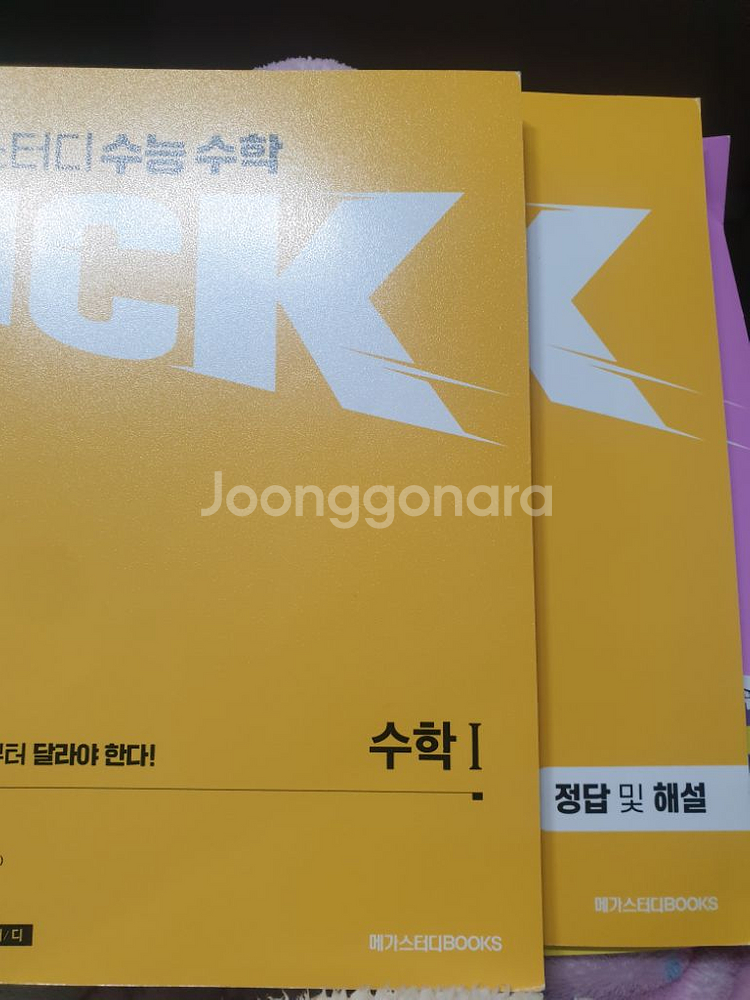 스터디 수능 수학
CK
Joonggonara
부터 달라야 한다!
수학 I
정답 및 해설
메가스터디BOOKS
메가스터디BOOKS